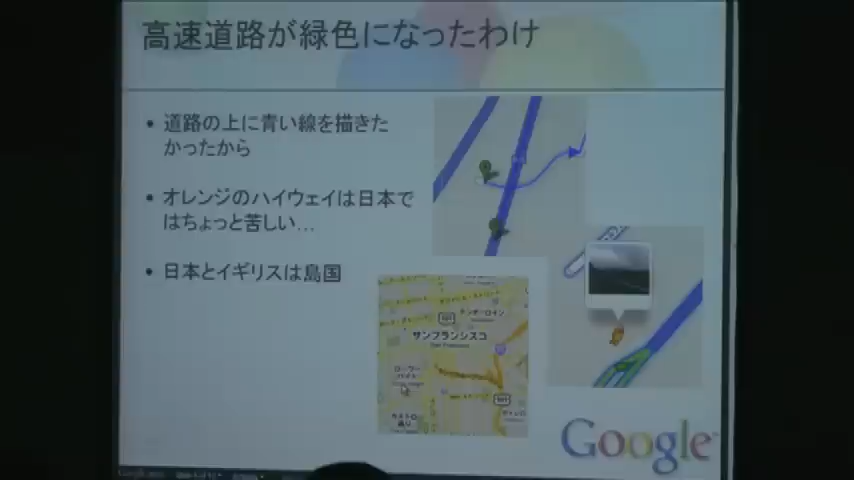 高速道路が緑色になったわけ
• 道路の上に青い線を描きた
かったから
• オレンジのハイウェイは日本で
はちょっと苦しい…
• 日本とイギリスは島国
サンフランシスコ
Google